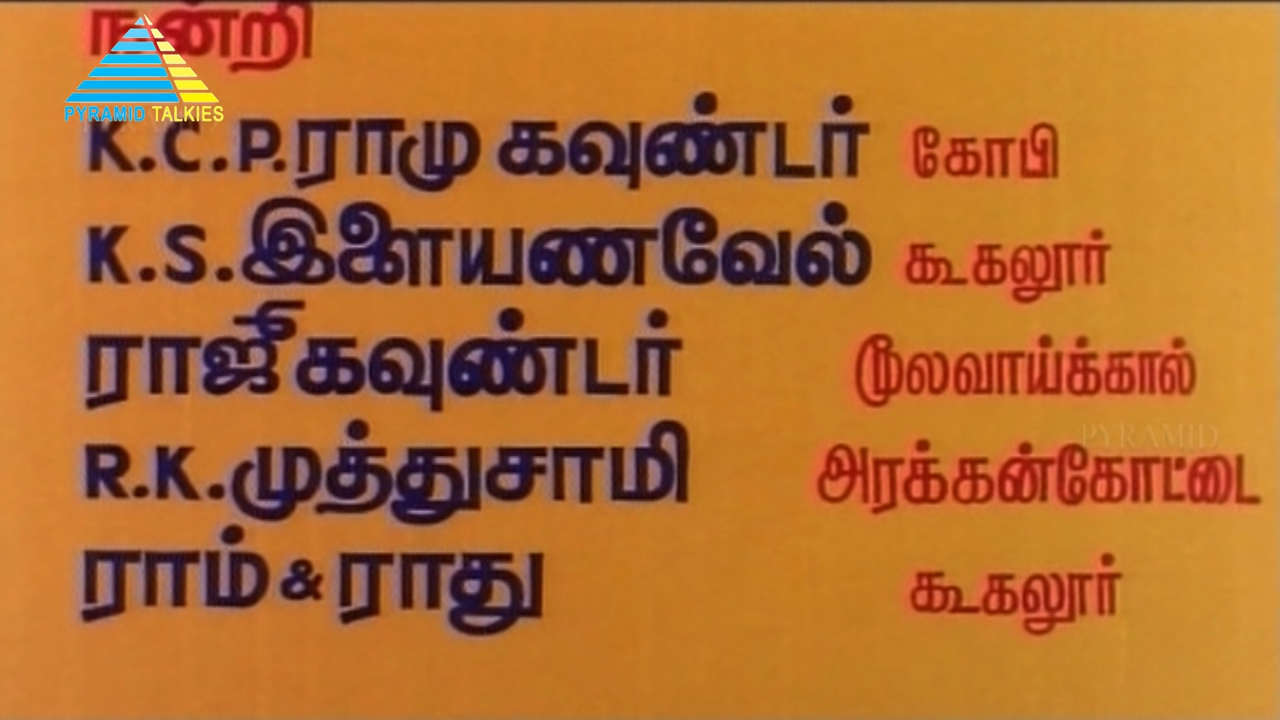 நன்றி
PYRAMID TALKIES
K.C.P.ராமு கவுண்டர் கோபி
K.S.இளையணவேல் கூகலூர்
ராஜீ கவுண்டர் மூலவாய்க்கால்
PYRAMID
R.K.முத்துசாமி அரக்கன்கோட்டை
ராம் & ராது கூகலூர்